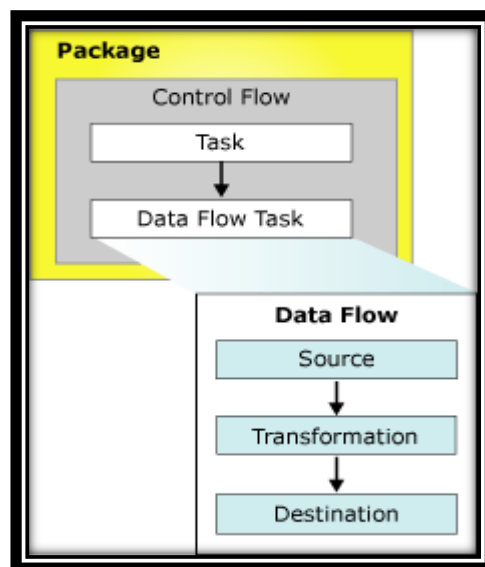 Package
Control Flow
Task
Data Flow Task
Data Flow
Source
Transformation
Destination